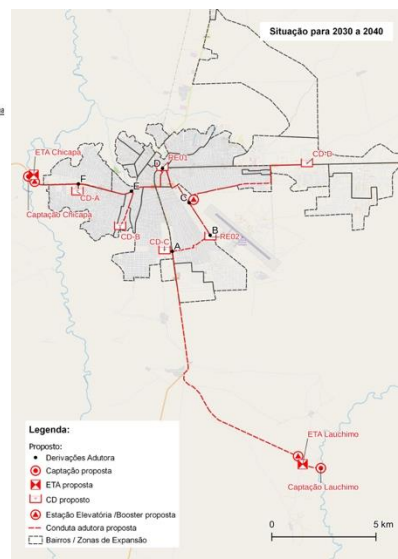 Situação para 2030 a 2040
ETA Chicapa
D
RE01
CD-D
F
CD-A
E
Captação Chicapa
C
CD-B
CD-C
A
B
RE02
ETA Lauchimo
Captação Lauchimo
Legenda:
Proposto:
Derivações Adutora
Captação proposta
ETA proposta
CD proposto
Estação Elevatória /Booster proposta
Conduta adutora proposta
Bairros / Zonas de Expansão
0
5 km